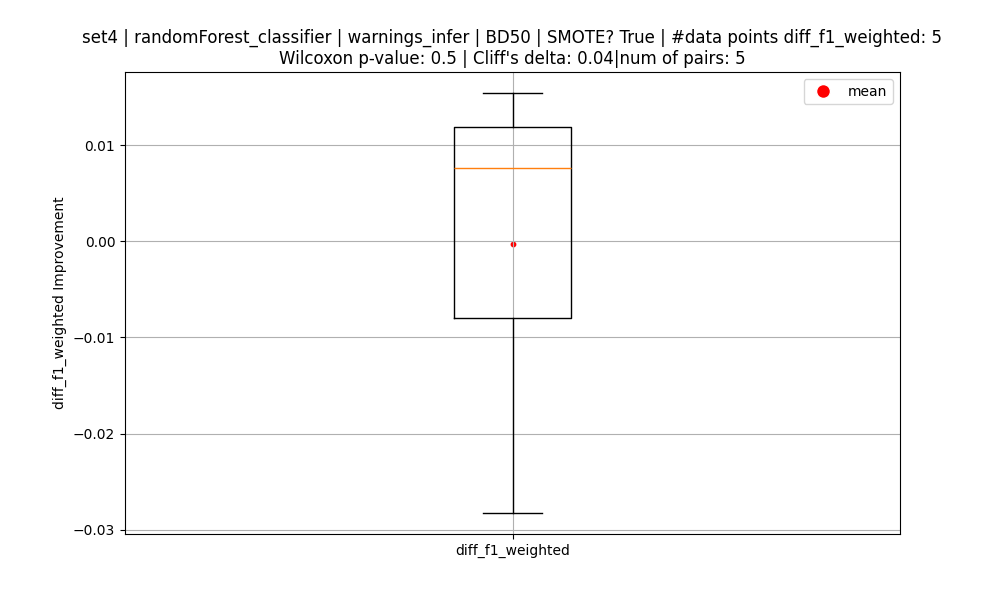 set4 | randomForest_classifier | warnings_infer | BD50 | SMOTE? True | #data points diff_f1_weighted: 5
Wilcoxon p-value: 0.5 | Cliff's delta: 0.04|num of pairs: 5
mean
0.01
0.00
−0.01
−0.02
−0.03
diff_f1_weighted Improvement
diff_f1_weighted